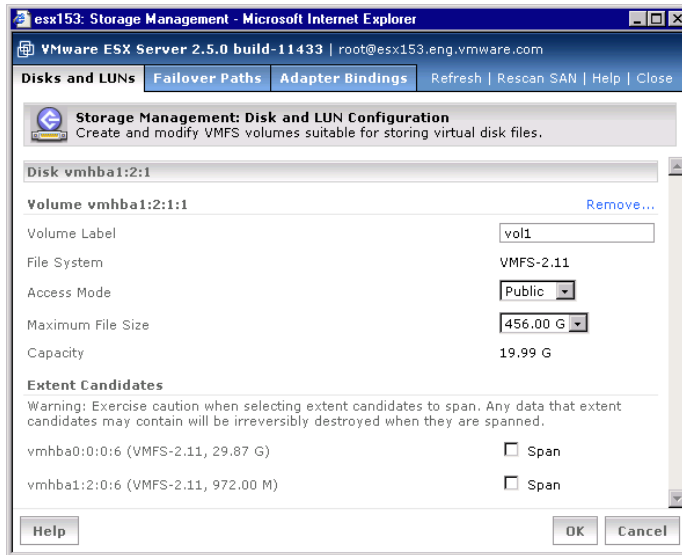 esx153: Storage Management - Microsoft Internet Explorer
VMware ESX Server 2.5.0 build-11433 | root@esx153.eng.vmware.com
Disks and LUNs Failover Paths Adapter Bindings Refresh | Rescan SAN | Help | Close
Storage Management: Disk and LUN Configuration
Create and modify VMFS volumes suitable for storing virtual disk files.
Disk vmhba1:2:1
Volume vmhba1:2:1:1 Remove...
Volume Label vol1
File System VMFS-2.11
Access Mode Public
Maximum File Size 456.00 G
Capacity 19.99 G
Extent Candidates
Warning: Exercise caution when selecting extent candidates to span. Any data that extent
candidates may contain will be irreversibly destroyed when they are spanned.
vmhba0:0:0:6 (VMFS-2.11, 29.87 G) Span
vmhba1:2:0:6 (VMFS-2.11, 972.00 M) Span
Help OK Cancel